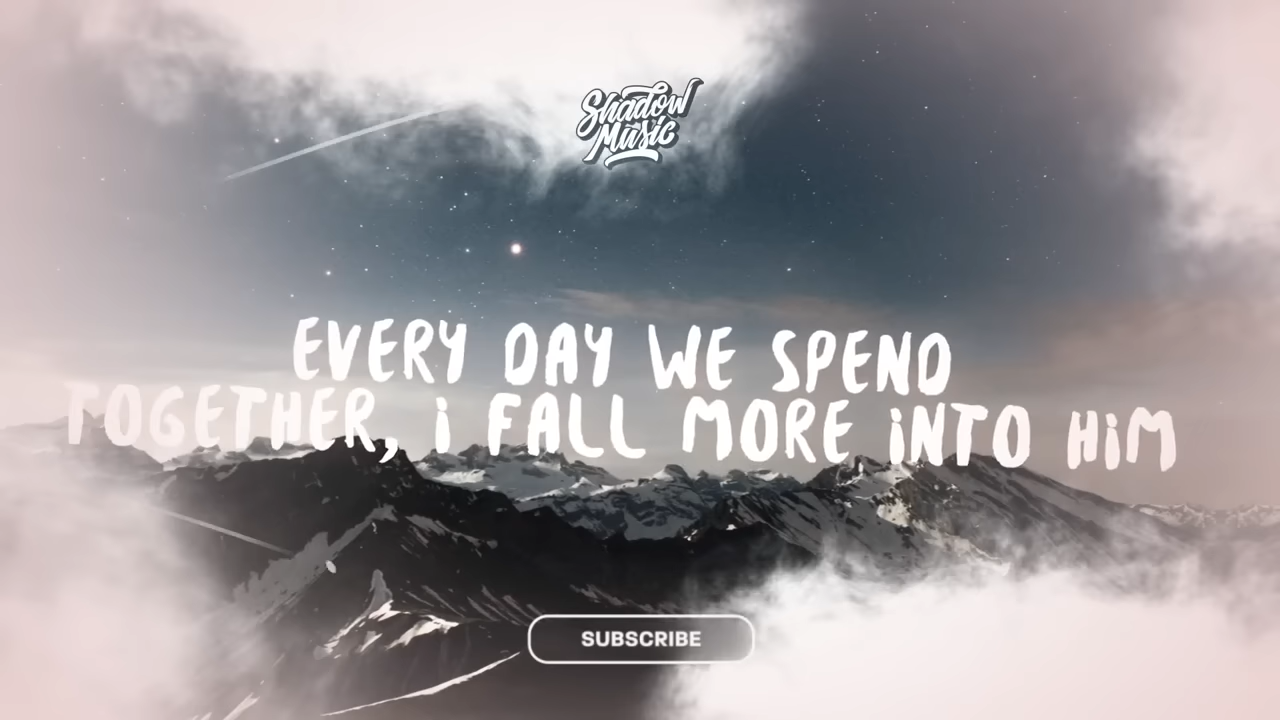 Shadow
Music
EVERY DAY WE SPEND
TOGETHER, i FALL MORE iNTO HiM
SUBSCRIBE